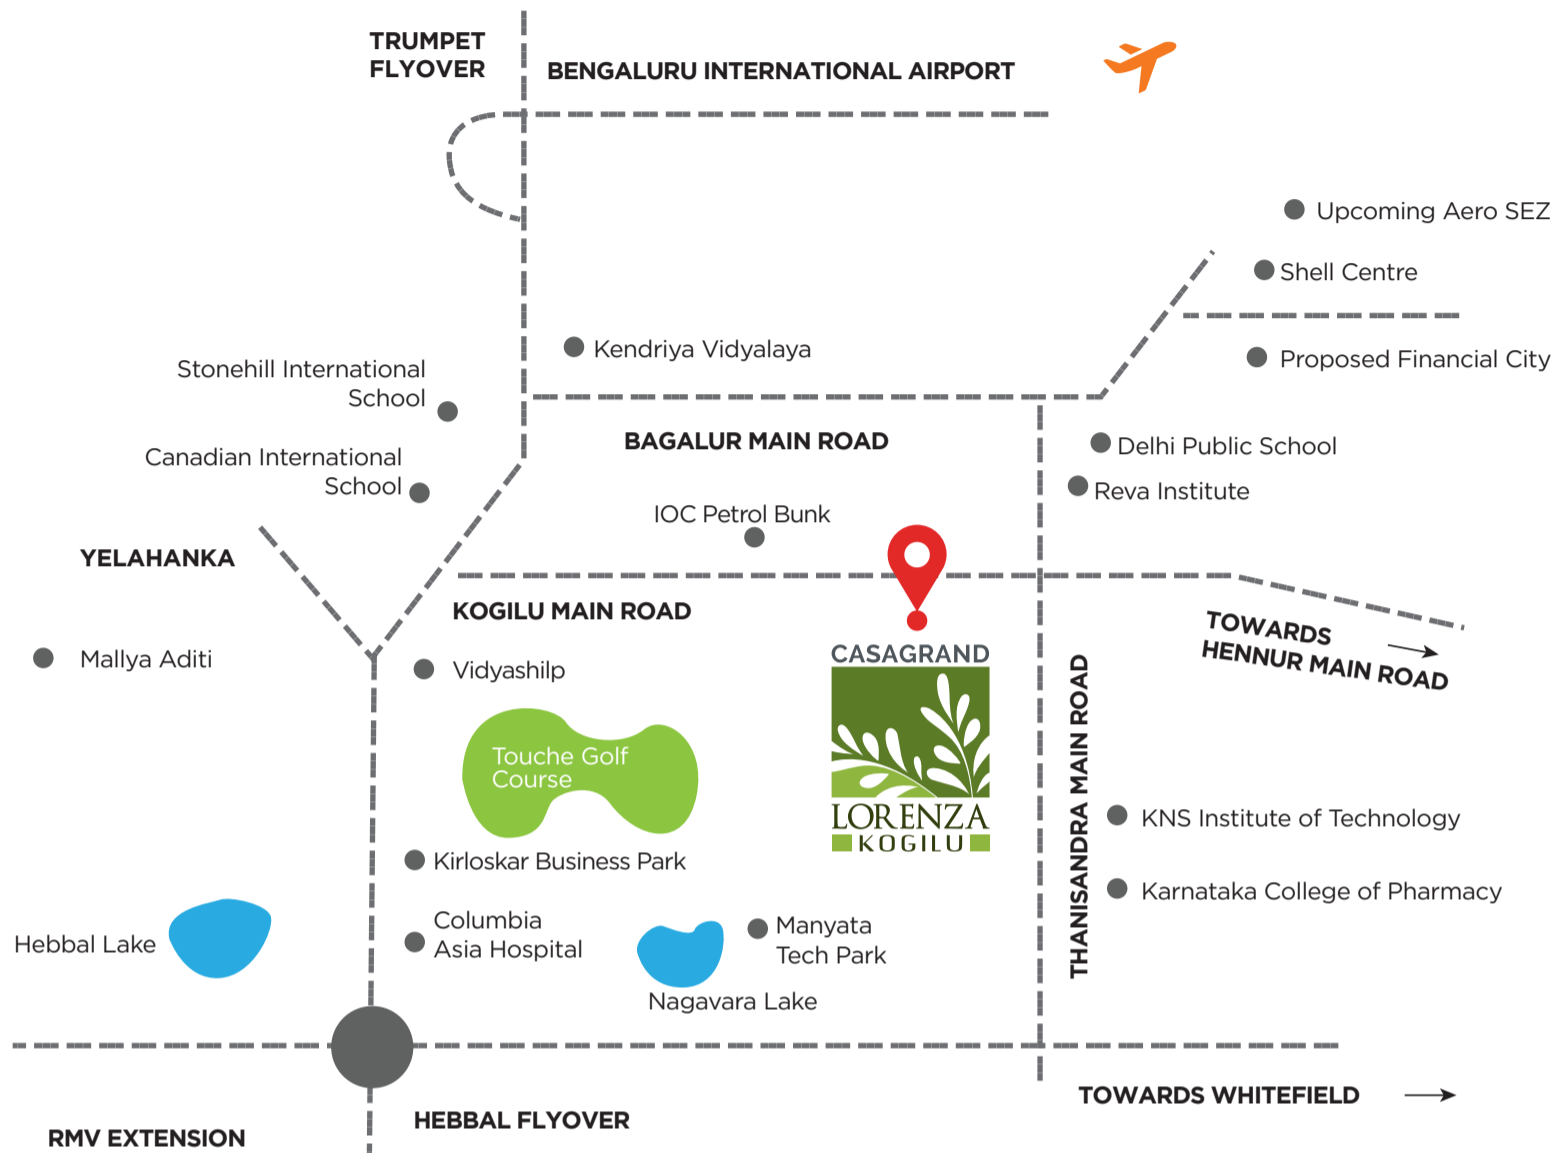 TRUMPET
FLYOVER
BENGALURU INTERNATIONAL AIRPORT
Upcoming Aero SEZ
Shell Centre
Kendriya Vidyalaya
Proposed Financial City
Stonehill International
School
BAGALUR MAIN ROAD
Delhi Public School
Canadian International
School
Reva Institute
IOC Petrol Bunk
YELAHANKA
KOGILU MAIN ROAD
TOWARDS
HENNUR MAIN ROAD
Mallya Aditi
Vidyashilp
CASAGRAND
LORENZA
KOGILU
THANISANDRA MAIN ROAD
Touche Golf
Course
KNS Institute of Technology
Kirloskar Business Park
Karnataka College of Pharmacy
Columbia
Asia Hospital
Manyata
Tech Park
Hebbal Lake
Nagavara Lake
TOWARDS WHITEFIELD
HEBBAL FLYOVER
RMV EXTENSION